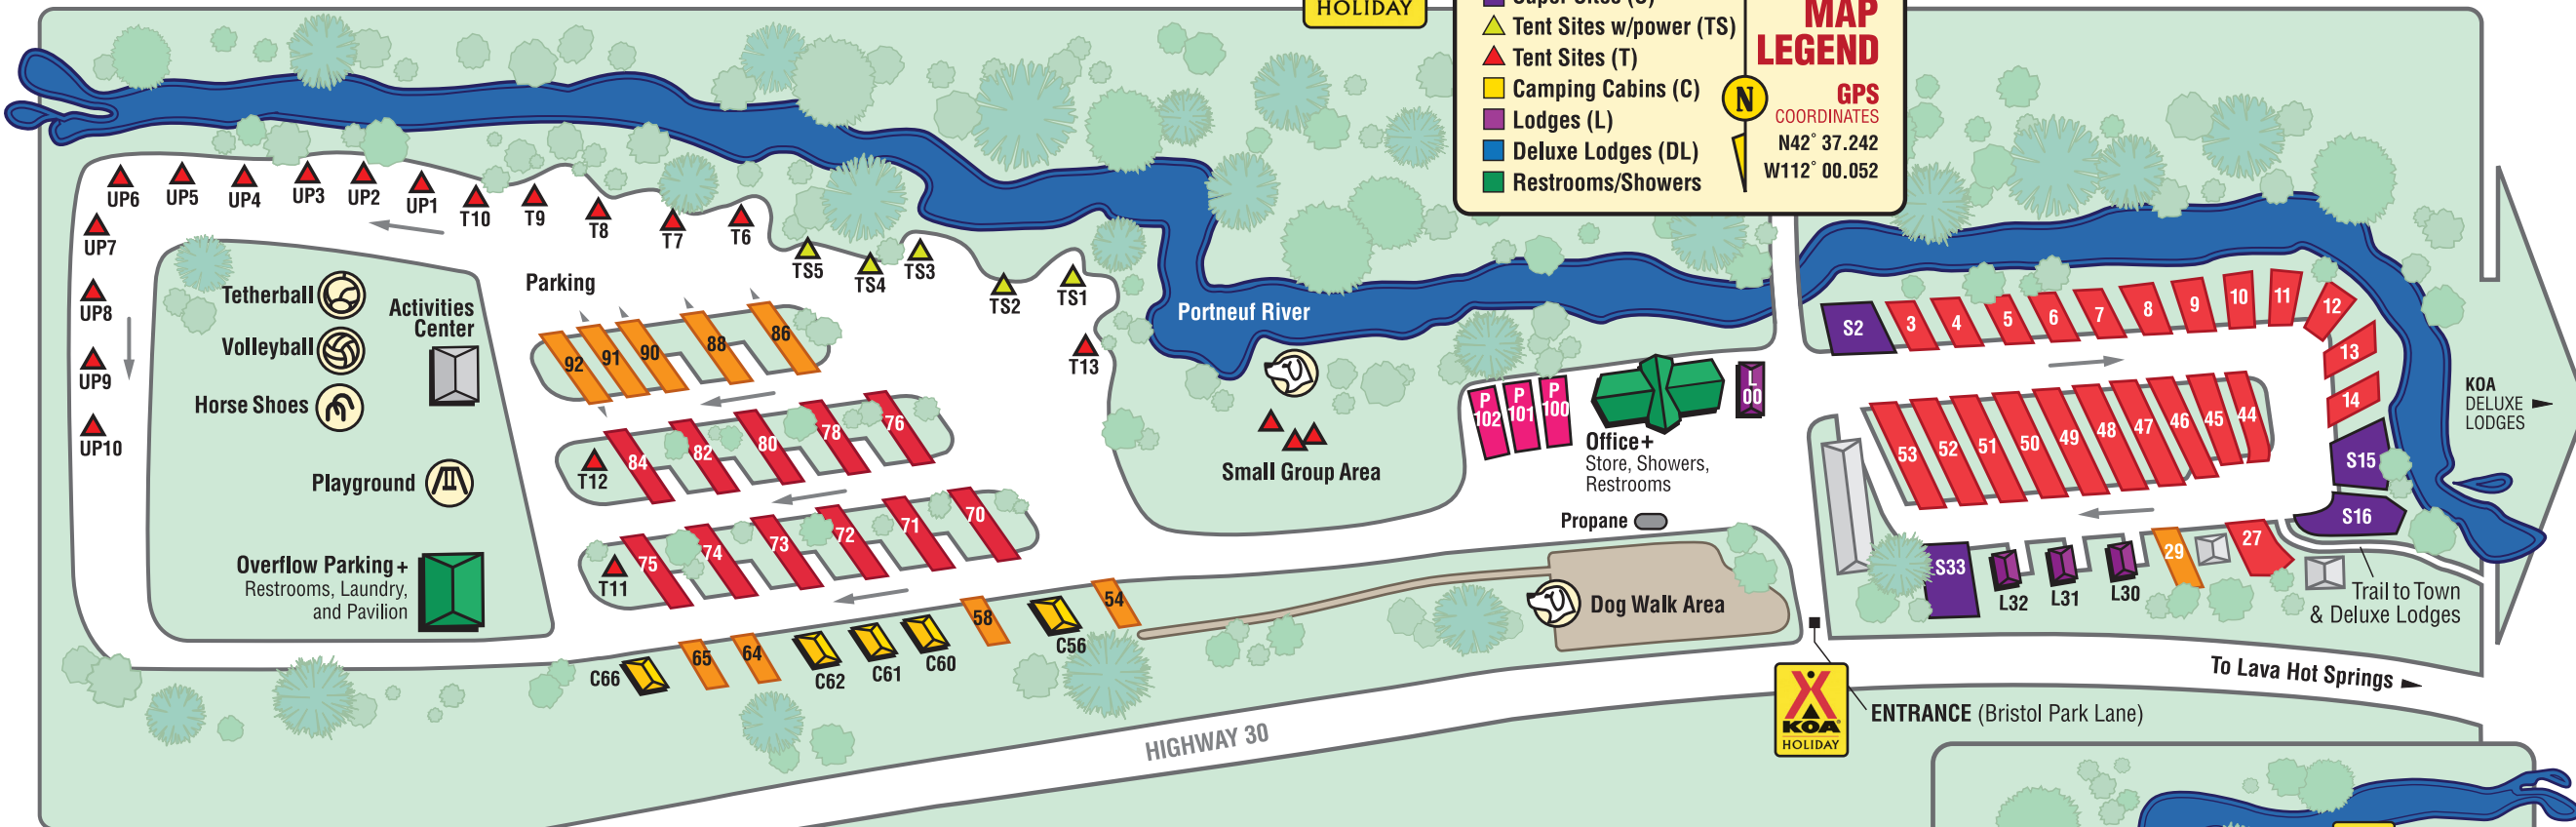 HOLIDAY
Super Sites (S)
Tent Sites w/power (TS)
Tent Sites (T)
Camping Cabins (C)
Lodges (L)
Deluxe Lodges (DL)
Restrooms/Showers
MAP
LEGEND
N
GPS
COORDINATES
N42° 37.242
W112° 00.052
UP6
UP5
UP4
UP3
UP2
UP1
T10
T9
T8
T7
T6
TS5
TS4
TS3
TS2
TS1
T13
UP7
UP8
UP9
UP10
Tetherball
Volleyball
Horse Shoes
Activities
Center
Playground
Overflow Parking+
Restrooms, Laundry,
and Pavilion
Parking
92
91
90
88
86
T12
84
82
80
78
76
T11
75
74
73
72
71
70
C66
65
64
C62
C61
C60
58
C56
54
Portneuf River
Small Group Area
P
102
P
101
P
100
Office+
Store, Showers,
Restrooms
L
00
Propane
Dog Walk Area
S2
3
4
5
6
7
8
9
10
11
12
13
14
S15
S16
53
52
51
50
49
48
47
46
45
44
S33
L32
L31
L30
29
27
Trail to Town
& Deluxe Lodges
KOA
DELUXE
LODGES
To Lava Hot Springs
KOA
HOLIDAY
ENTRANCE (Bristol Park Lane)
HIGHWAY 30